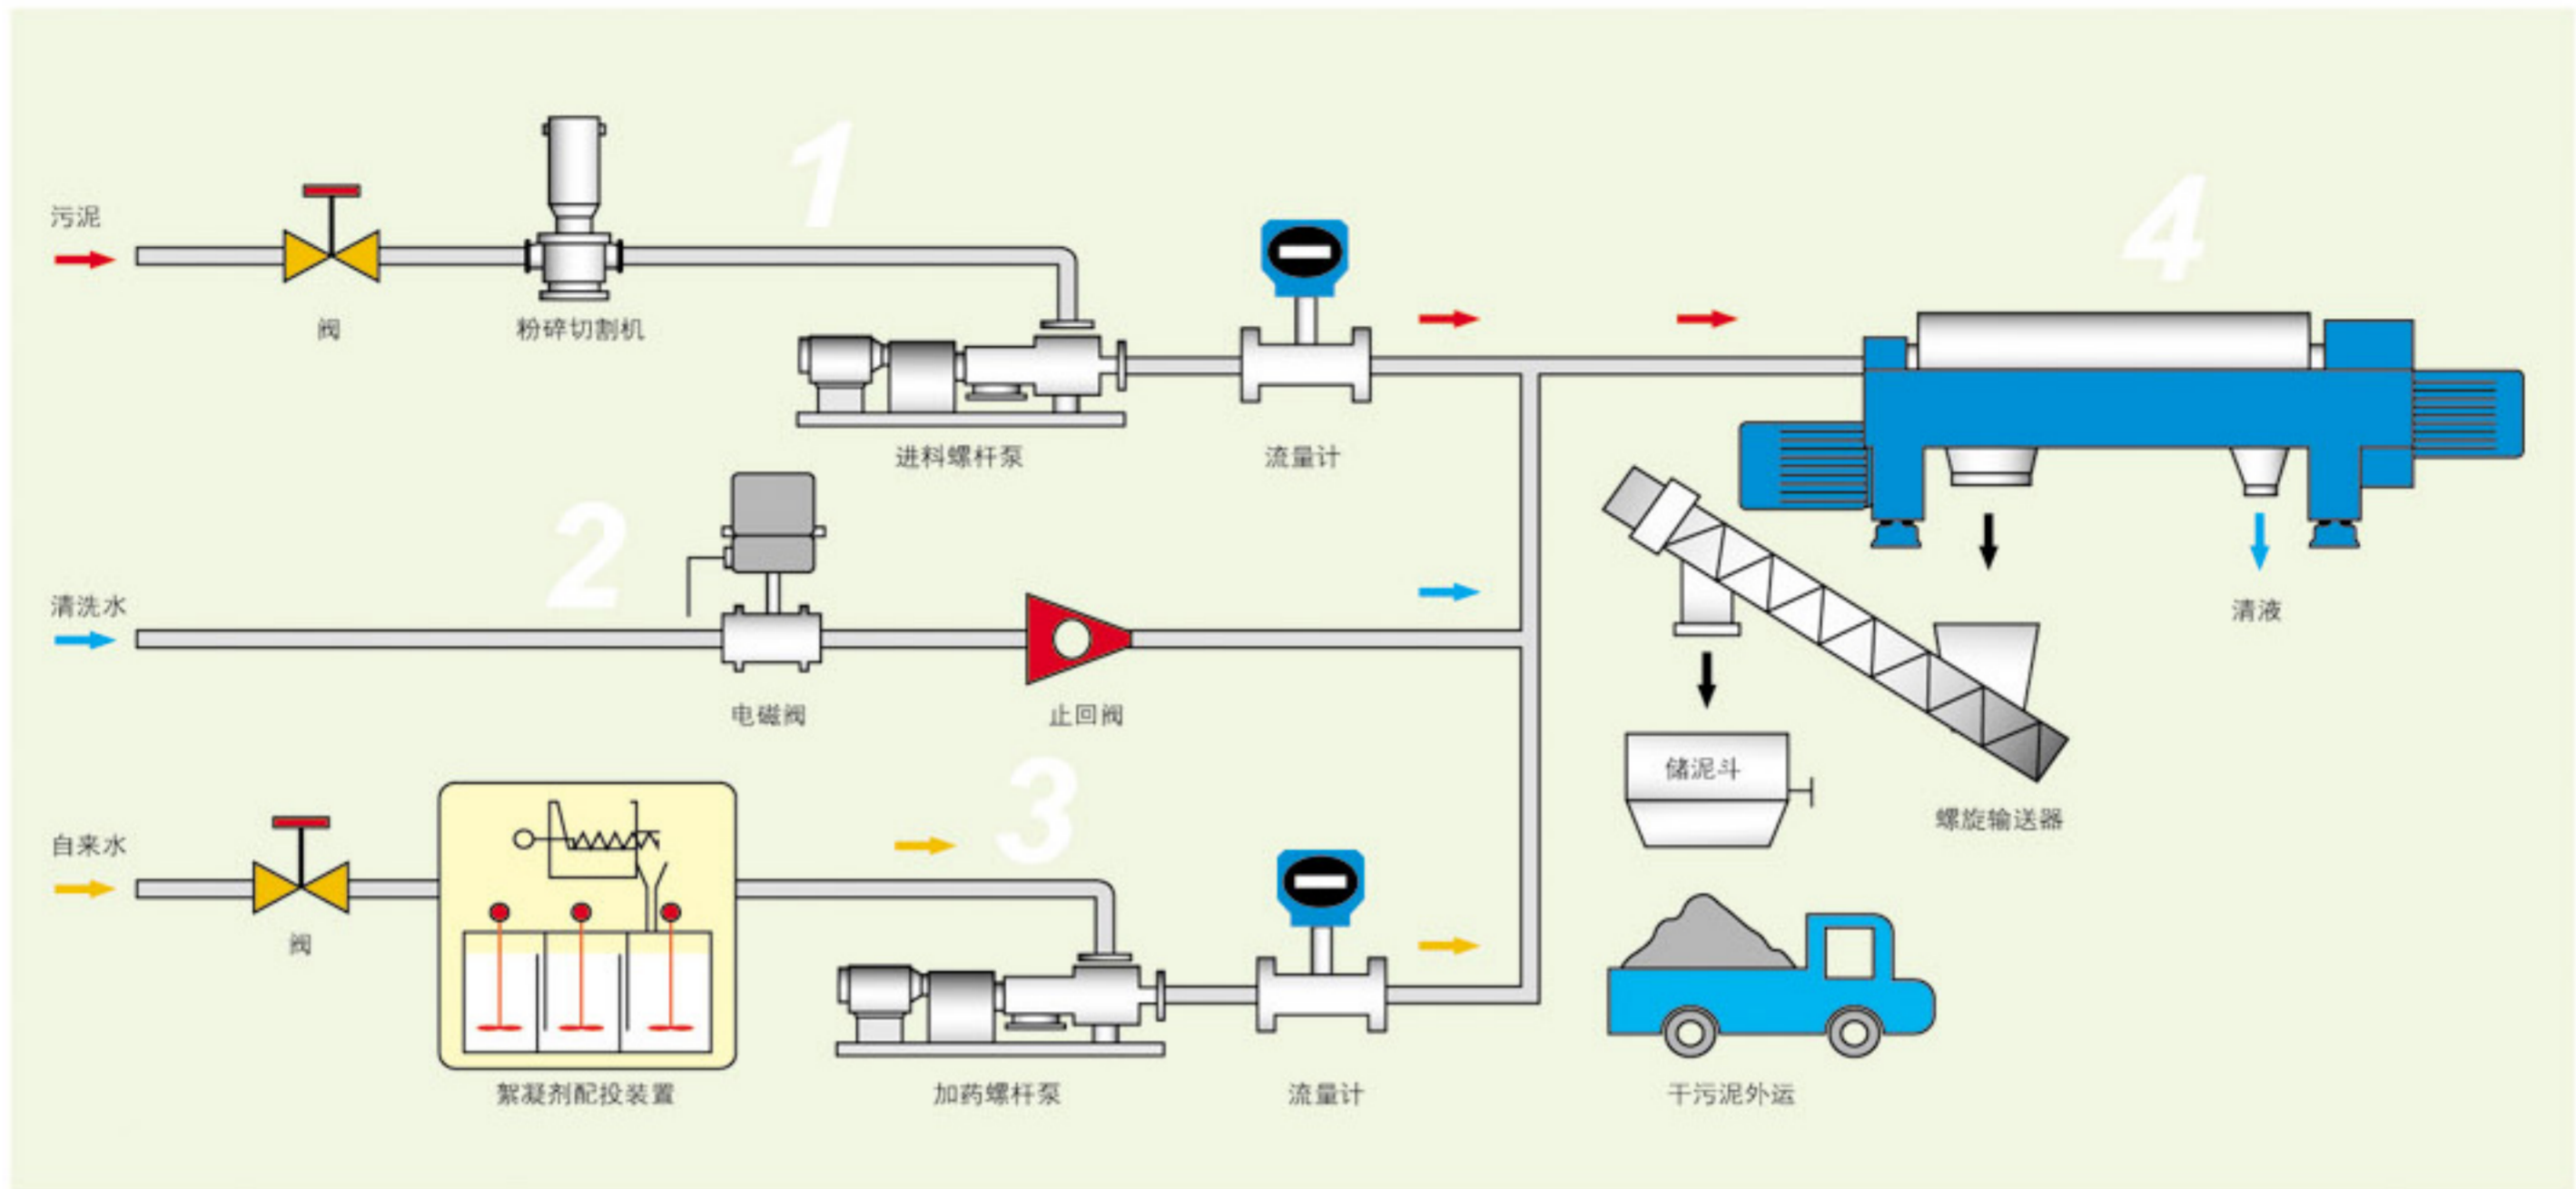 1
4
污泥
阀
粉碎切割机
进料螺杆泵
流量计
2
清洗水
电磁阀
止回阀
清液
3
自来水
阀
絮凝剂配投装置
加药螺杆泵
流量计
储泥斗
螺旋输送器
干污泥外运